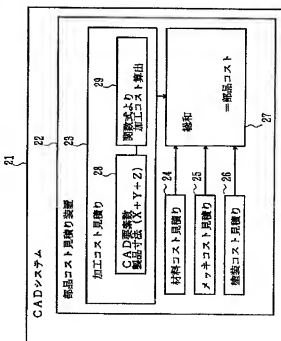 21
CADシステム
22
部品コスト見積り装置
23
加工コスト見積り
28
CAD要素数
製品寸法(X+Y+Z)
29
関数式より
加工コスト算出
材料コスト見積り
24
メッキコスト見積り
25
塗装コスト見積り
26
総和
=部品コスト
27